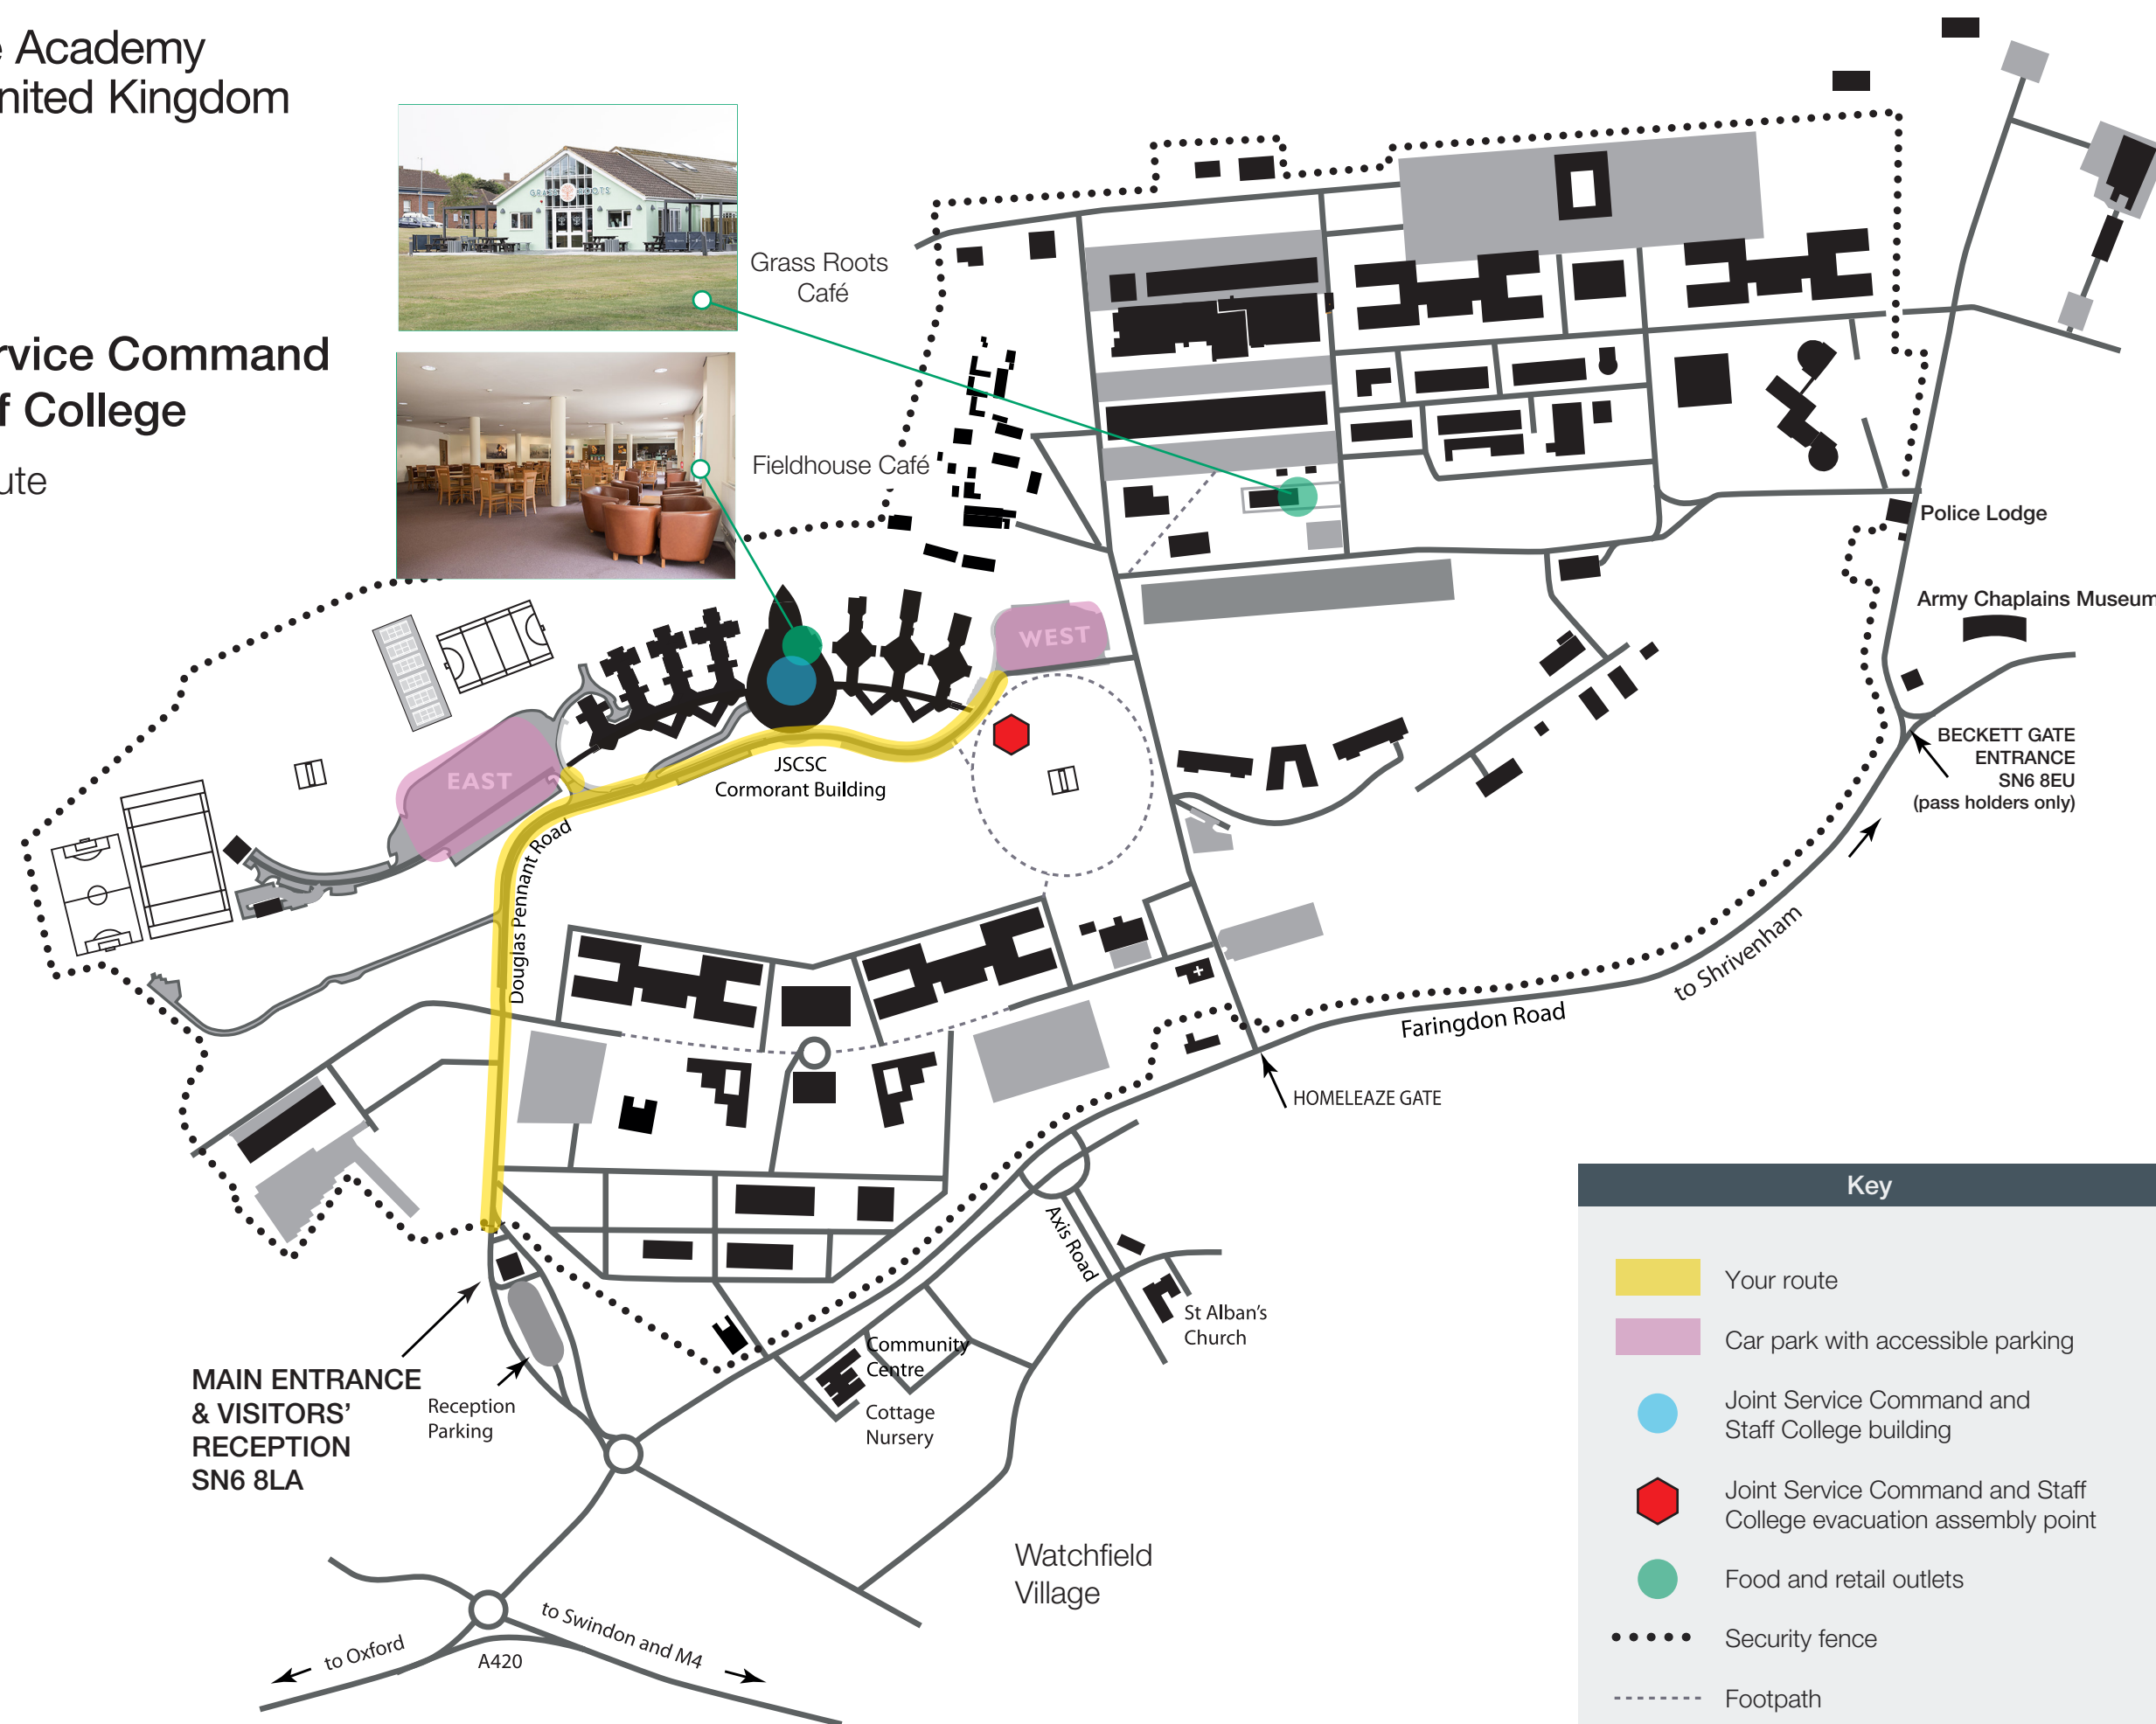 Academy
United Kingdom
Service Command
College
GRASS ROOTS
Grass Roots
Café
Fieldhouse Café
WEST
EAST
JSCSC
Cormorant Building
Douglas Pennant Road
Police Lodge
Army Chaplains Museum
BECKETT GATE
ENTRANCE
SN6 8EU
(pass holders only)
to Shrivenham
Faringdon Road
HOMELEAZE GATE
Axis Road
St Alban's
Church
Community
Centre
Cottage
Nursery
MAIN ENTRANCE
& VISITORS'
RECEPTION
SN6 8LA
Reception
Parking
Watchfield
Village
to Oxford
A420
to Swindon and M4
Key
Your route
Car park with accessible parking
Joint Service Command and
Staff College building
Joint Service Command and Staff
College evacuation assembly point
Food and retail outlets
Security fence
Footpath